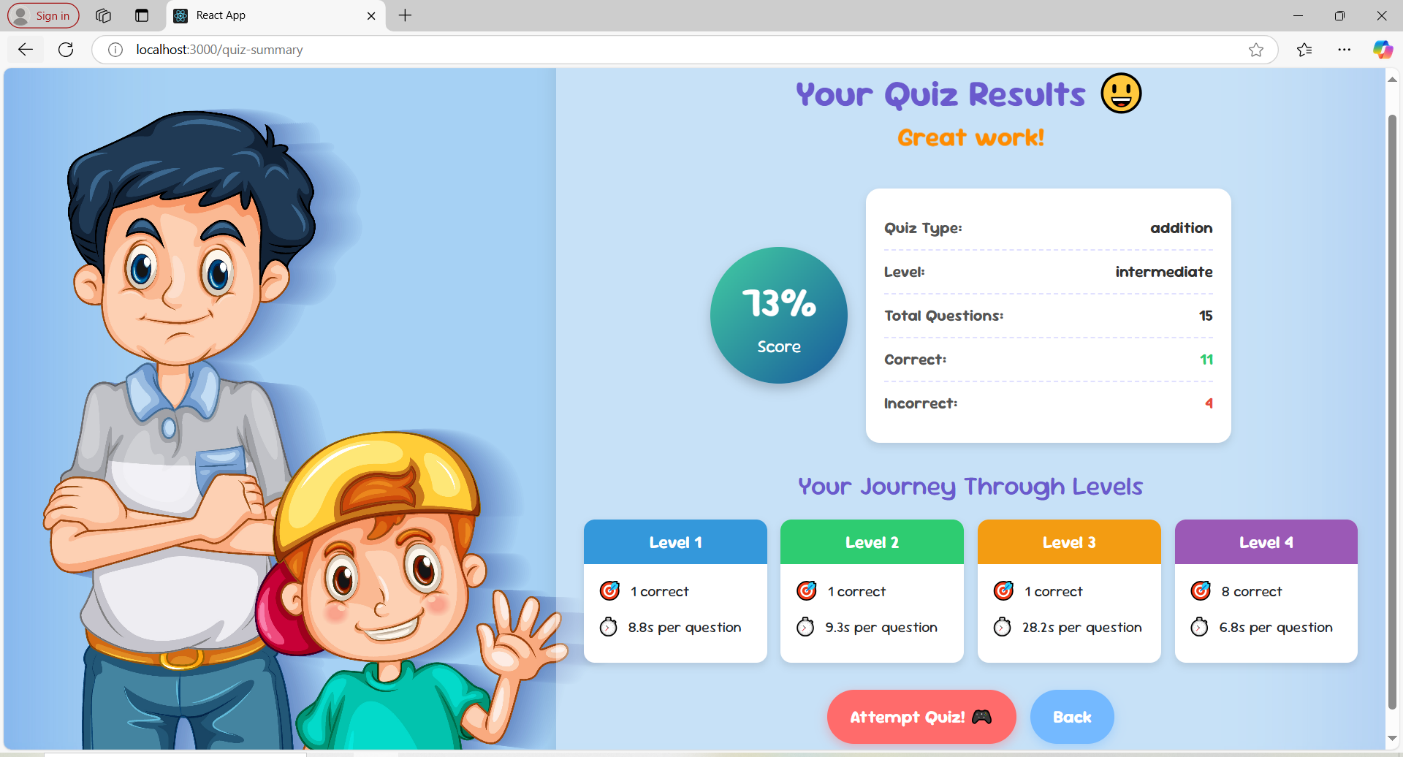 Sign in
React App
localhost:3000/quiz-summary
Your Quiz Results
Great work!
73%
Score
Quiz Type: addition
Level: intermediate
Total Questions: 15
Correct: 11
Incorrect: 4
Your Journey Through Levels
Level 1
1 correct
8.8s per question
Level 2
1 correct
9.3s per question
Level 3
1 correct
28.2s per question
Level 4
8 correct
6.8s per question
Attempt Quiz!
Back